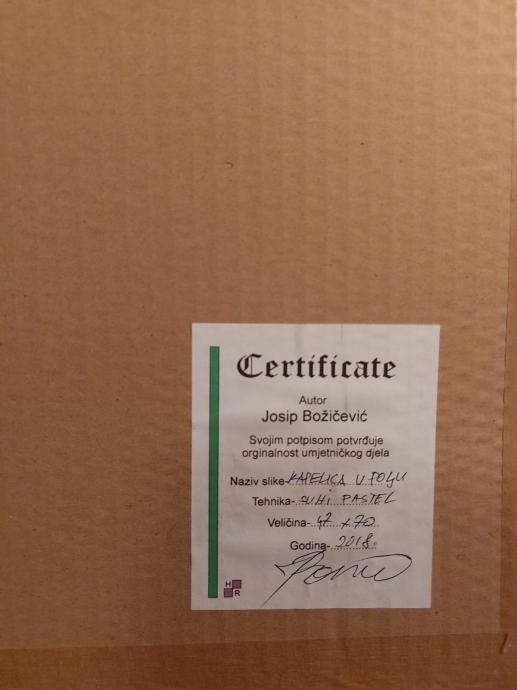 Certificate
Autor
Josip Božičević
Svojim potpisom potvrđuje
orginalnost umjetničkog djela
Naziv slike- KAPELICA U POLJU
Tehnika- SUHI PASTEL
Veličina- 47 x 70
Godina- 2018.
H
R